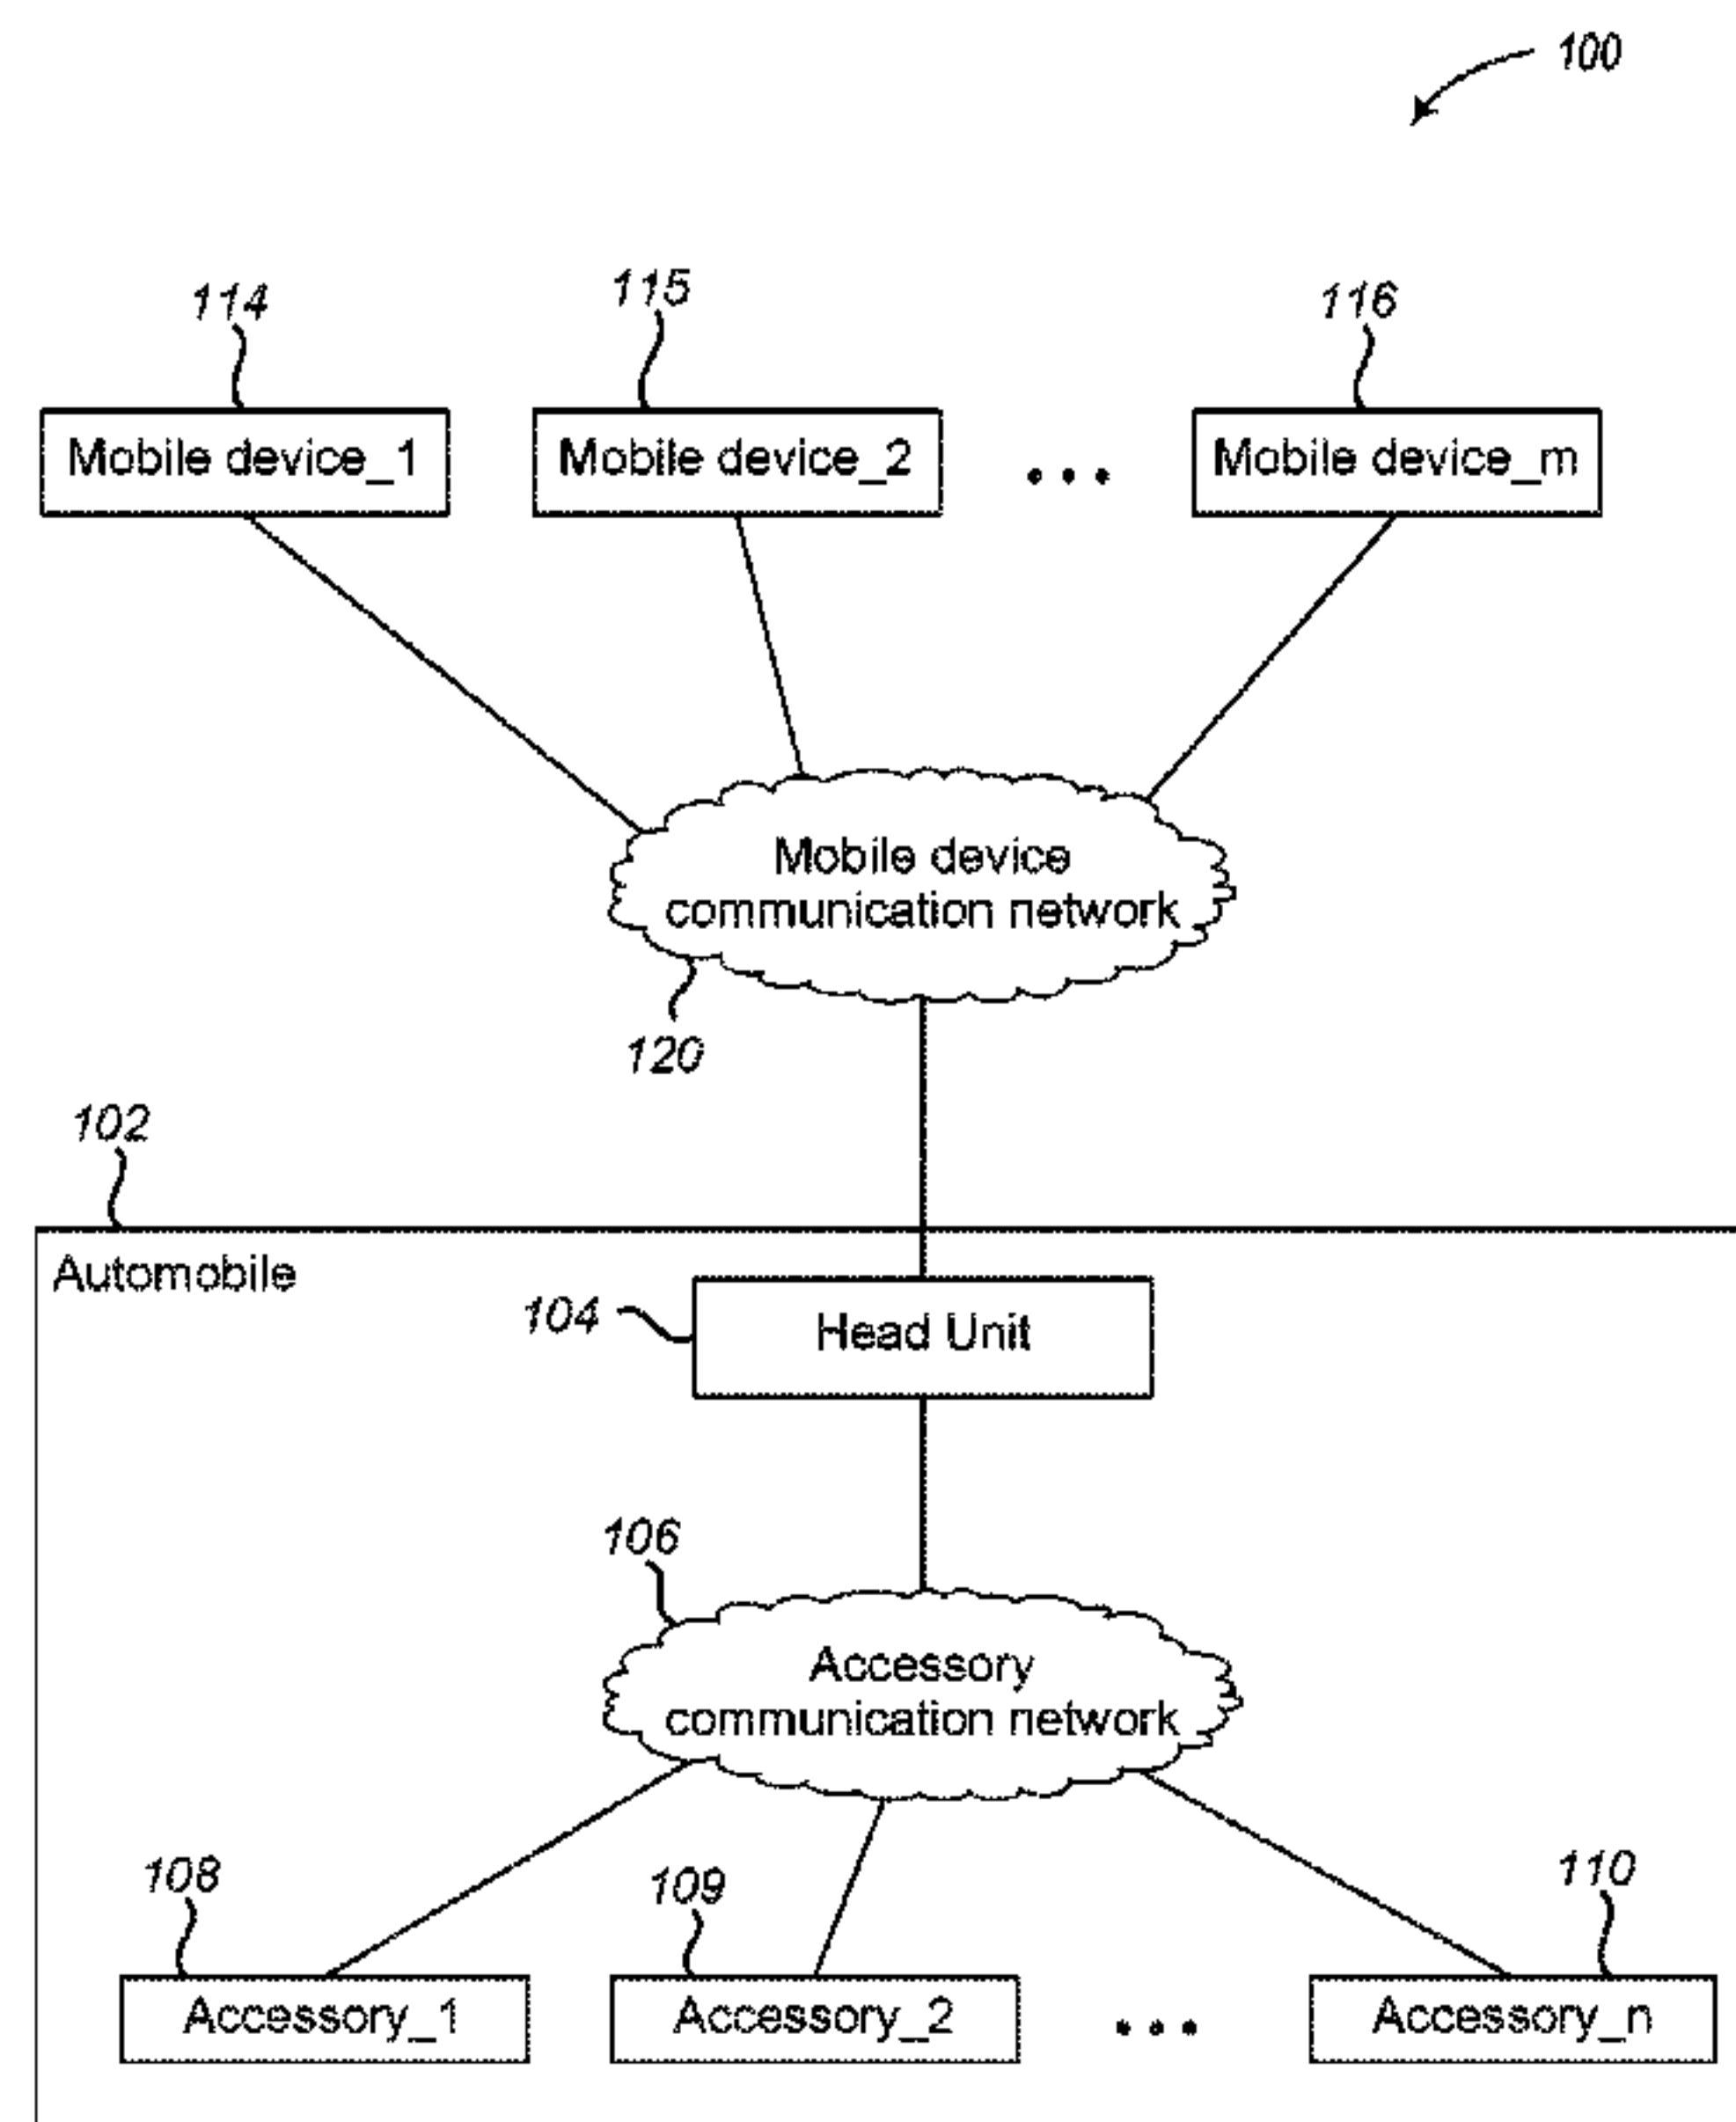 100
114
115
116
Mobile device_1
Mobile device_2
Mobile device_m
Mobile device
communication network
120
102
Automobile
104
Head Unit
106
Accessory
communication network
108
109
110
Accessory_1
Accessory_2
Accessory_n